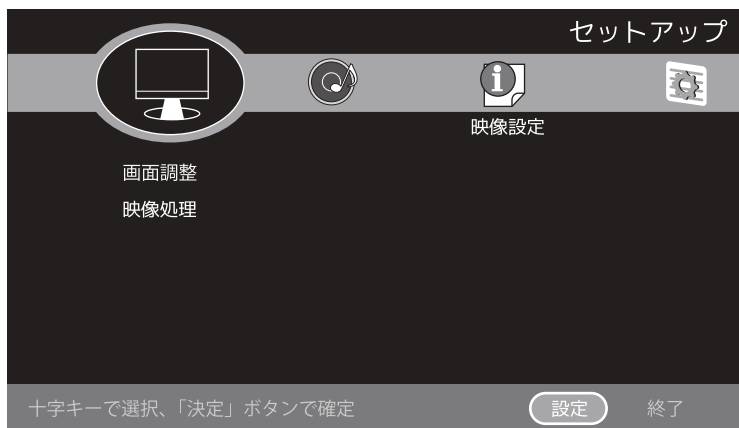 セットアップ
映像設定
画面調整
映像処理
十字キーで選択、「決定」ボタンで確定
設定
終了